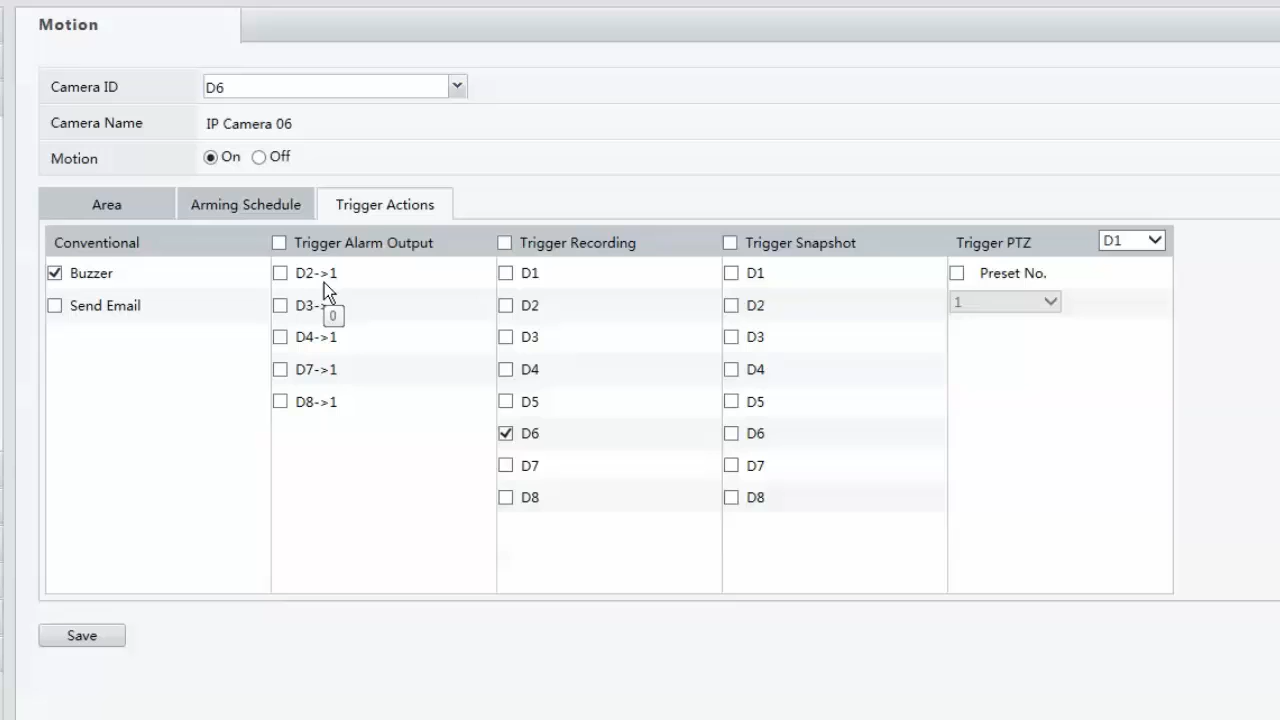 Motion
Camera ID D6
Camera Name IP Camera 06
Motion On Off
Area Arming Schedule Trigger Actions
Conventional Trigger Alarm Output Trigger Recording Trigger Snapshot Trigger PTZ D1
Buzzer D2->1 D1 D1 Preset No.
Send Email D3- D2 D2 1
0
D4->1 D3 D3
D7->1 D4 D4
D8->1 D5 D5
D6 D6
D7 D7
D8 D8
Save